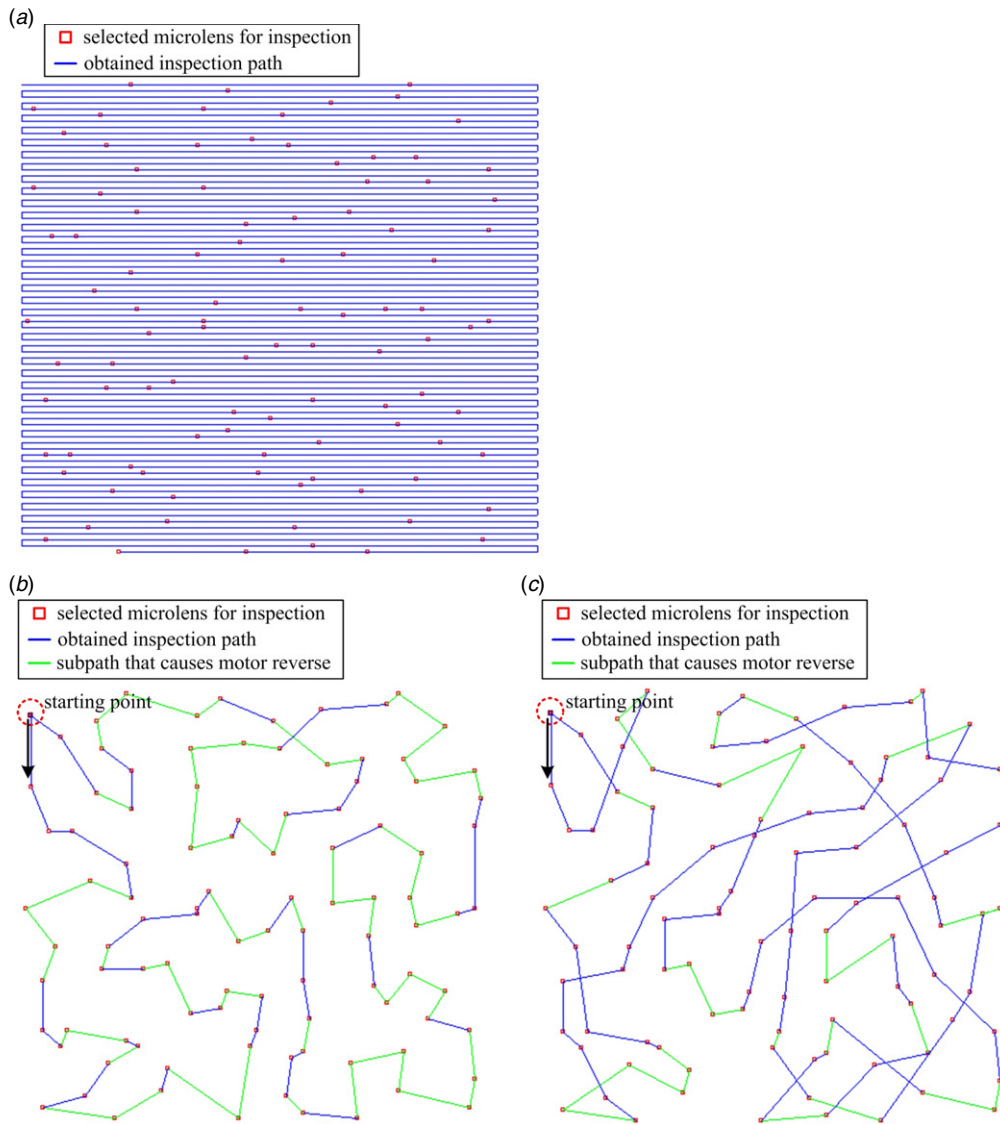 (a)
selected microlens for inspection
obtained inspection path
(b)
selected microlens for inspection
obtained inspection path
subpath that causes motor reverse
starting point
(c)
selected microlens for inspection
obtained inspection path
subpath that causes motor reverse
starting point